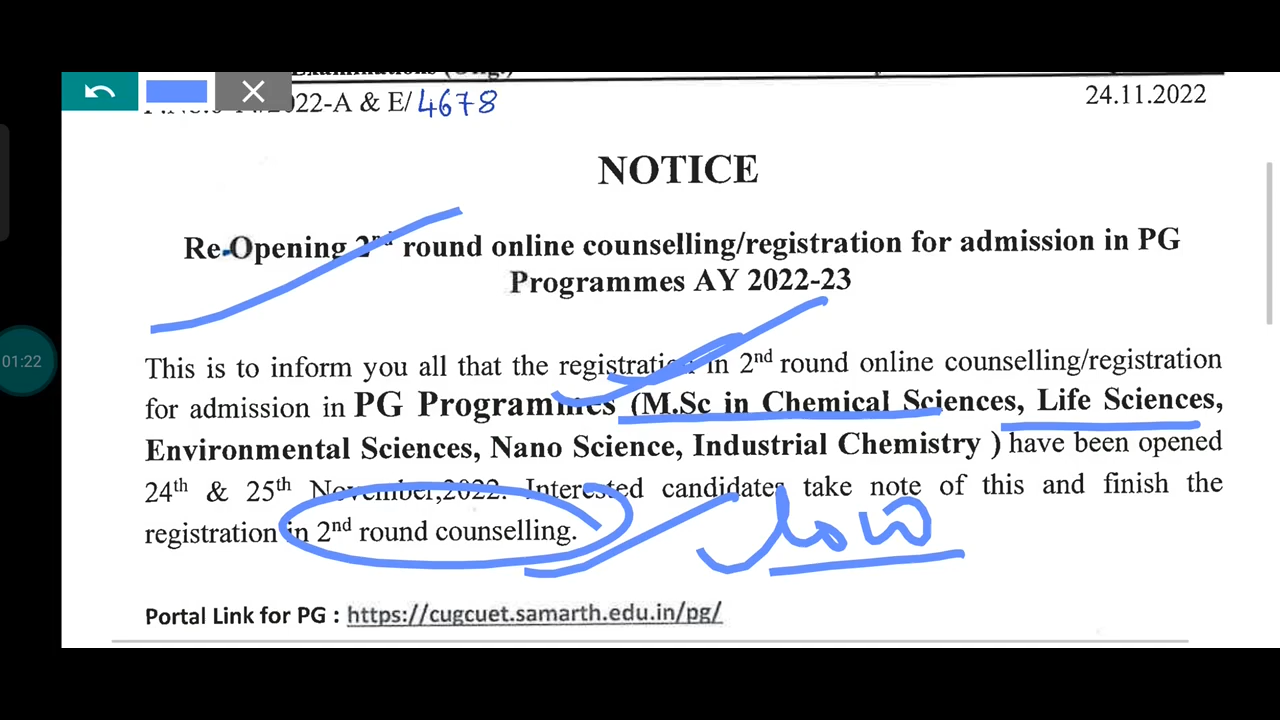 2022-A & E/ 4678
24.11.2022
NOTICE
Re-Opening 2nd round online counselling/registration for admission in PG
Programmes AY 2022-23
01:22
This is to inform you all that the registration in 2nd round online counselling/registration
for admission in PG Programmes (M.Sc in Chemical Sciences, Life Sciences,
Environmental Sciences, Nano Science, Industrial Chemistry ) have been opened
24th & 25th November,2022. Interested candidates take note of this and finish the
registration in 2nd round counselling.
low
Portal Link for PG : https://cugcuet.samarth.edu.in/pg/